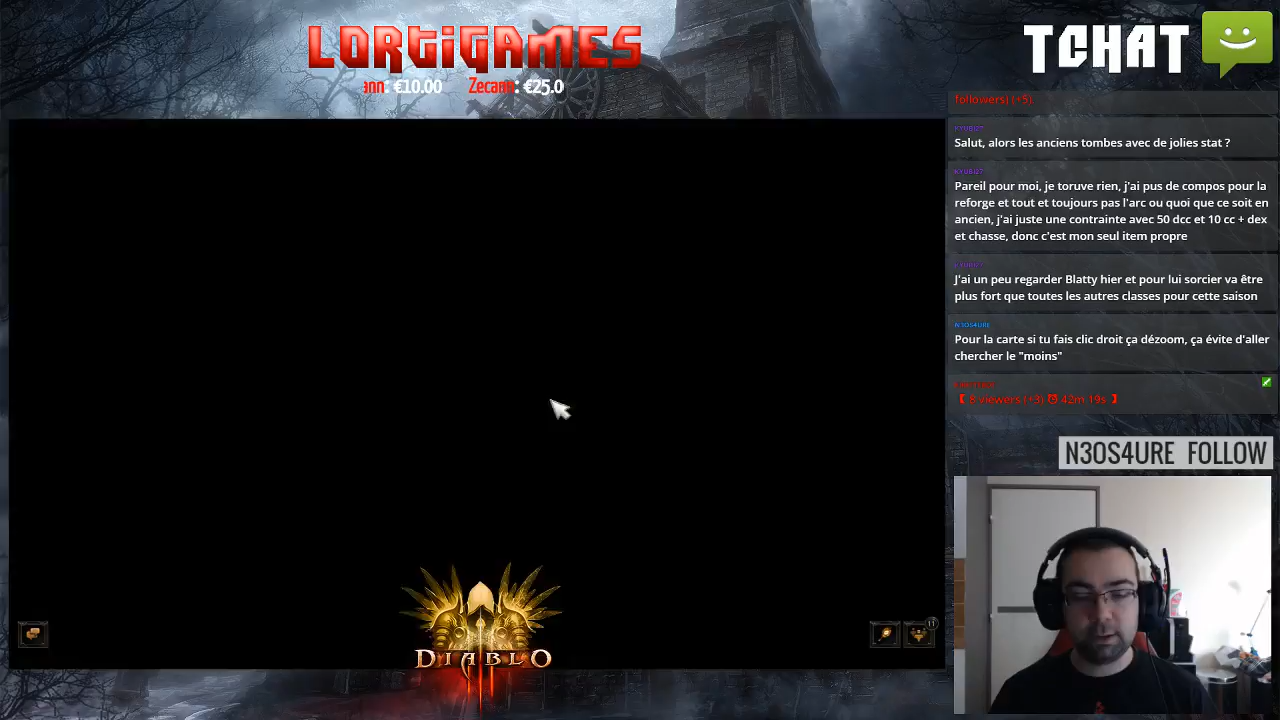 LORTIGAMES
TCHAT
ann: €10.00 Zecann: €25.0
followers) (+5)
KYUBI27
Salut, alors les anciens tombes avec de jolies stat ?
KYUBI27
Pareil pour moi, je toruve rien, j'ai pus de compos pour la
reforge et tout et toujours pas l'arc ou quoi que ce soit en
ancien, j'ai juste une contrainte avec 50 dcc et 10 cc + dex
et chasse, donc c'est mon seul item propre
KYUBI27
J'ai un peu regarder Blatty hier et pour lui sorcier va être
plus fort que toutes les autres classes pour cette saison
N3OS4URE
Pour la carte si tu fais clic droit ça dézoom, ça évite d'aller
chercher le "moins"
【 8 viewers (+3) ⏰ 42m 19s 】
N3OS4URE FOLLOW
11
DIABLO